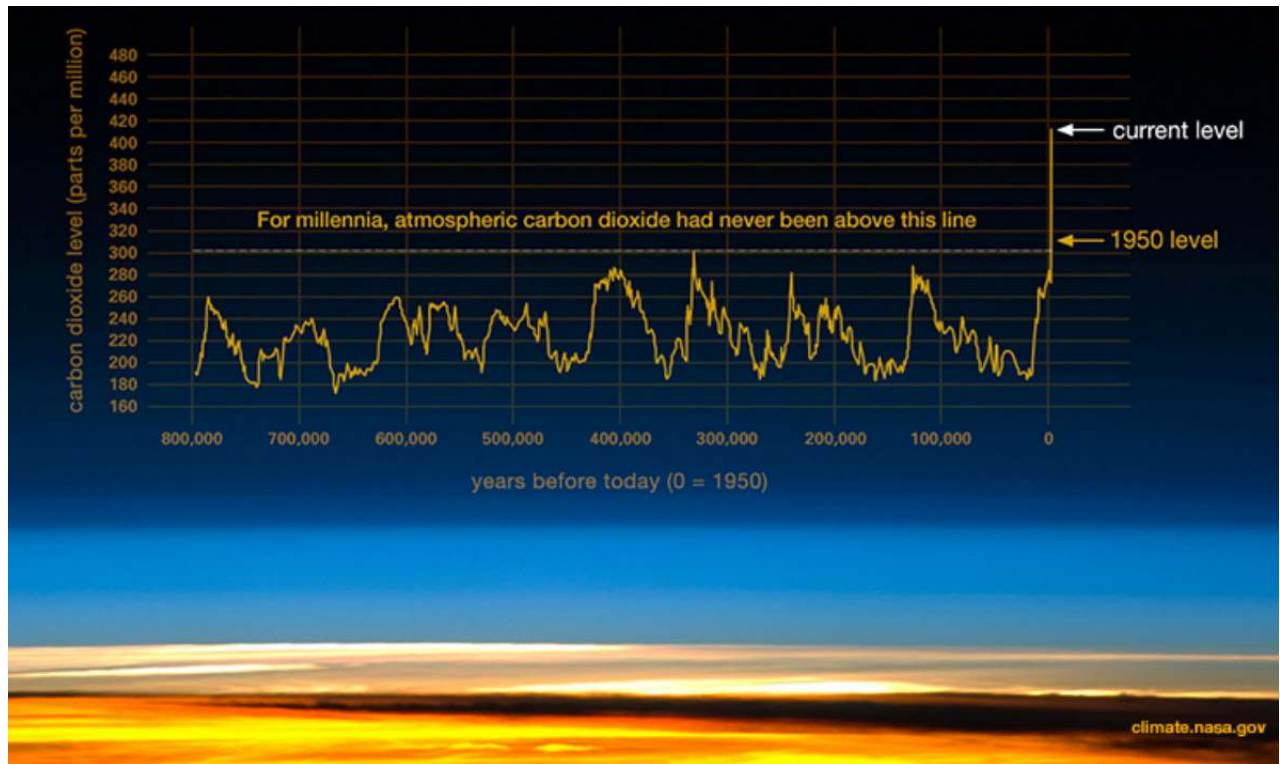 carbon dioxide level (parts per million)
480
460
440
420
400
380
360
340
320
300
280
260
240
220
200
180
160
current level
For millennia, atmospheric carbon dioxide had never been above this line
1950 level
800,000 700,000 600,000 500,000 400,000 300,000 200,000 100,000 0
years before today (0 = 1950)
climate.nasa.gov